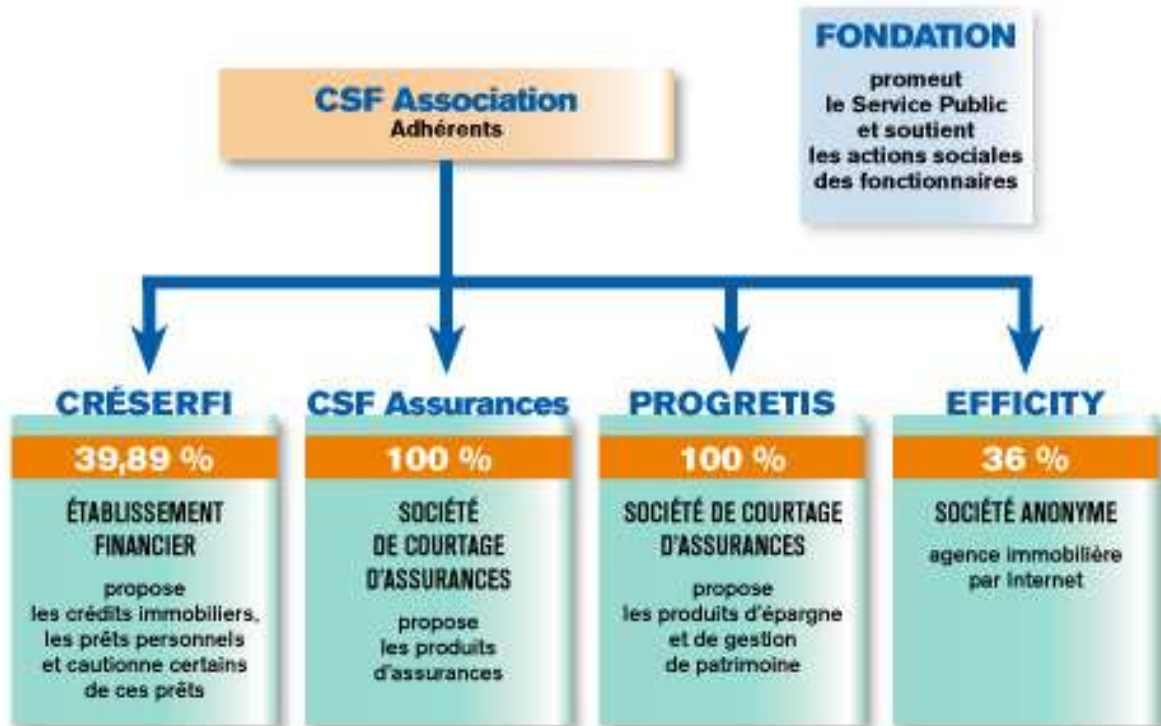 CSF Association
Adhérents
FONDATION
promeut
le Service Public
et soutient
les actions sociales
des fonctionnaires
CRÉSERFI
39,89 %
ÉTABLISSEMENT
FINANCIER
propose
les crédits immobiliers,
les prêts personnels
et cautionne certains
de ces prêts
CSF Assurances
100 %
SOCIÉTÉ
DE COURTAGE
D'ASSURANCES
propose
les produits
d'assurances
PROGRETIS
100 %
SOCIÉTÉ DE COURTAGE
D'ASSURANCES
propose
les produits d'épargne
et de gestion
de patrimoine
EFFICITY
36 %
SOCIÉTÉ ANONYME
agence immobilière
par Internet